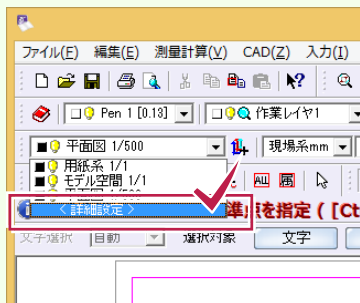 ファイル(F) 編集(E) 測量計算(V) CAD(Z) 入力(I)
Pen 1 [0.13] 作業レイヤ1
平面図 1/500 現場系mm
用紙系 1/1
モデル空間 1/1
ALL 属
<詳細設定> 準点を指定 ( [Ct
文字選択 自動 選択対象 文字